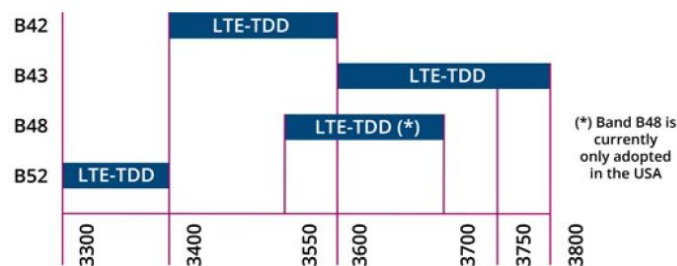 B42 LTE-TDD
B43 LTE-TDD
B48 LTE-TDD (*)
B52 LTE-TDD
(*) Band B48 is
currently
only adopted
in the USA
3300 3400 3550 3600 3700 3750 3800